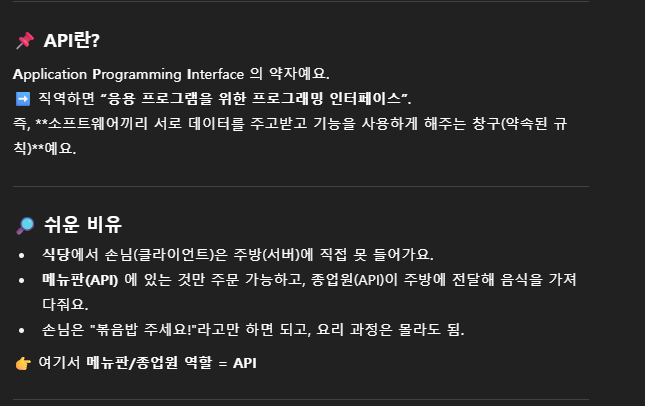 📌 API란?
Application Programming Interface 의 약자예요.
➡️ 직역하면 “응용 프로그램을 위한 프로그래밍 인터페이스”.
즉, **소프트웨어끼리 서로 데이터를 주고받고 기능을 사용하게 해주는 창구(약속된 규
칙)**예요.
🔎 쉬운 비유
• 식당에서 손님(클라이언트)은 주방(서버)에 직접 못 들어가요.
• 메뉴판(API) 에 있는 것만 주문 가능하고, 종업원(API)이 주방에 전달해 음식을 가져
다줘요.
• 손님은 "볶음밥 주세요!"라고만 하면 되고, 요리 과정은 몰라도 됨.
👉 여기서 메뉴판/종업원 역할 = API